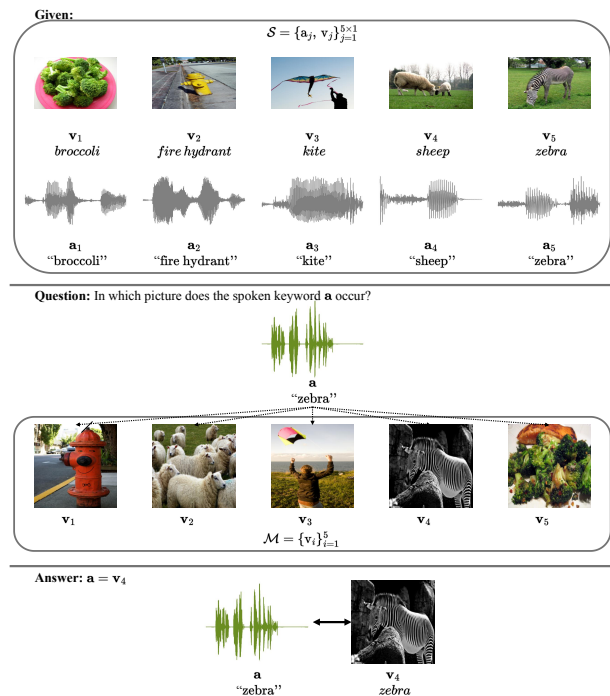 Given:
𝒮 = {a_j, v_j}_{j=1}^{5×1}
v₁ v₂ v₃ v₄ v₅
broccoli fire hydrant kite sheep zebra
a₁ a₂ a₃ a₄ a₅
“broccoli” “fire hydrant” “kite” “sheep” “zebra”
Question: In which picture does the spoken keyword a occur?
a
“zebra”
v₁ v₂ v₃ v₄ v₅
ℳ = {v_i}_{i=1}^{5}
Answer: a = v₄
a v₄
“zebra” zebra